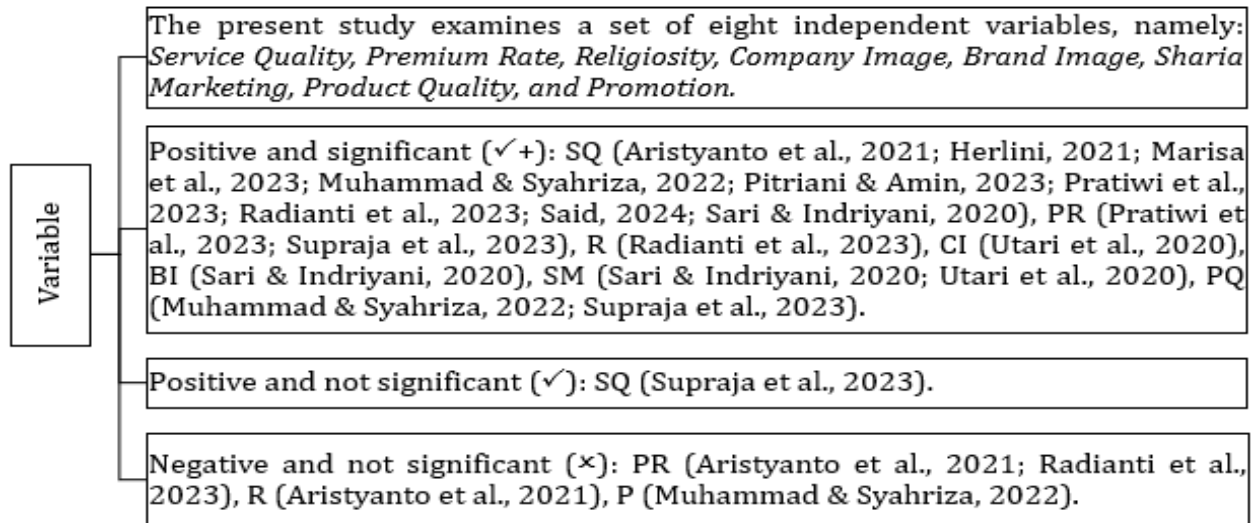 Variable
The present study examines a set of eight independent variables, namely:
Service Quality, Premium Rate, Religiosity, Company Image, Brand Image, Sharia
Marketing, Product Quality, and Promotion.
Positive and significant (✓+): SQ (Aristyanto et al., 2021; Herlini, 2021; Marisa
et al., 2023; Muhammad & Syahriza, 2022; Pitriani & Amin, 2023; Pratiwi et al.,
2023; Radianti et al., 2023; Said, 2024; Sari & Indriyani, 2020), PR (Pratiwi et
al., 2023; Supraja et al., 2023), R (Radianti et al., 2023), CI (Utari et al., 2020),
BI (Sari & Indriyani, 2020), SM (Sari & Indriyani, 2020; Utari et al., 2020), PQ
(Muhammad & Syahriza, 2022; Supraja et al., 2023).
Positive and not significant (✓): SQ (Supraja et al., 2023).
Negative and not significant (×): PR (Aristyanto et al., 2021; Radianti et al.,
2023), R (Aristyanto et al., 2021), P (Muhammad & Syahriza, 2022).